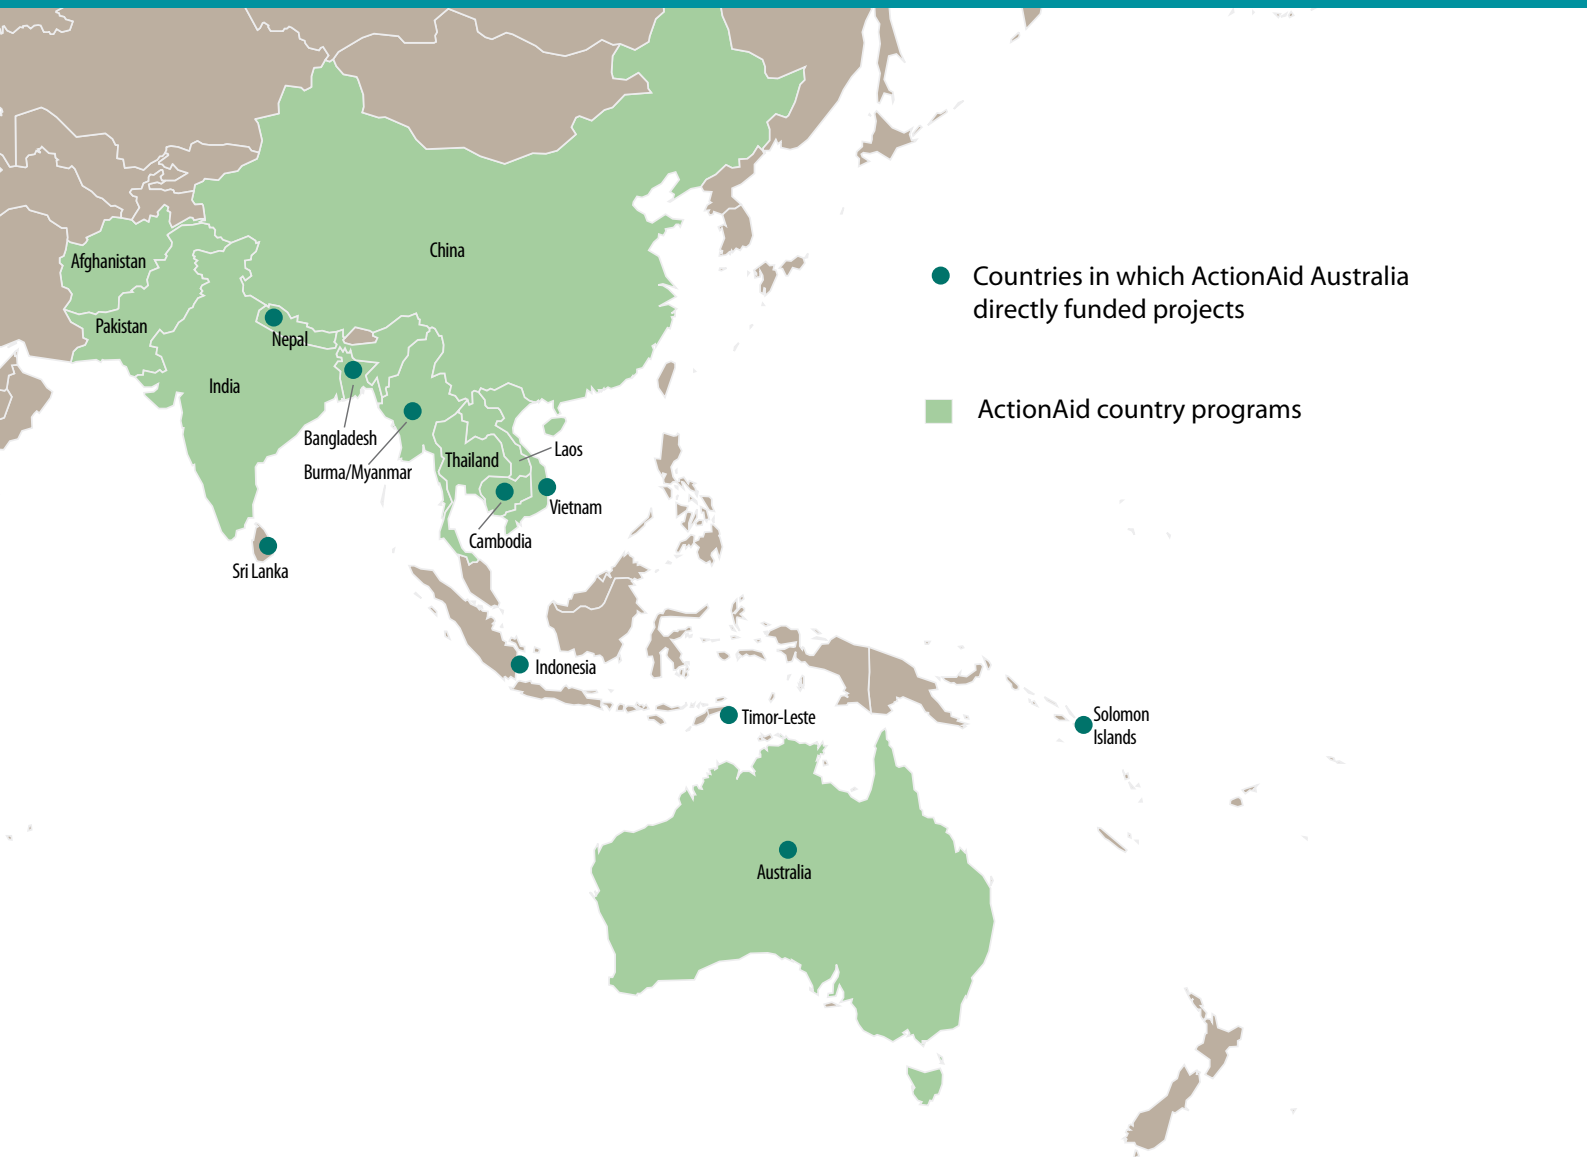 China
Afghanistan
Countries in which ActionAid Australia
directly funded projects
Pakistan
Nepal
India
ActionAid country programs
Bangladesh
Laos
Thailand
Burma/Myanmar
Vietnam
Cambodia
Sri Lanka
Indonesia
Timor-Leste
Solomon
Islands
Australia